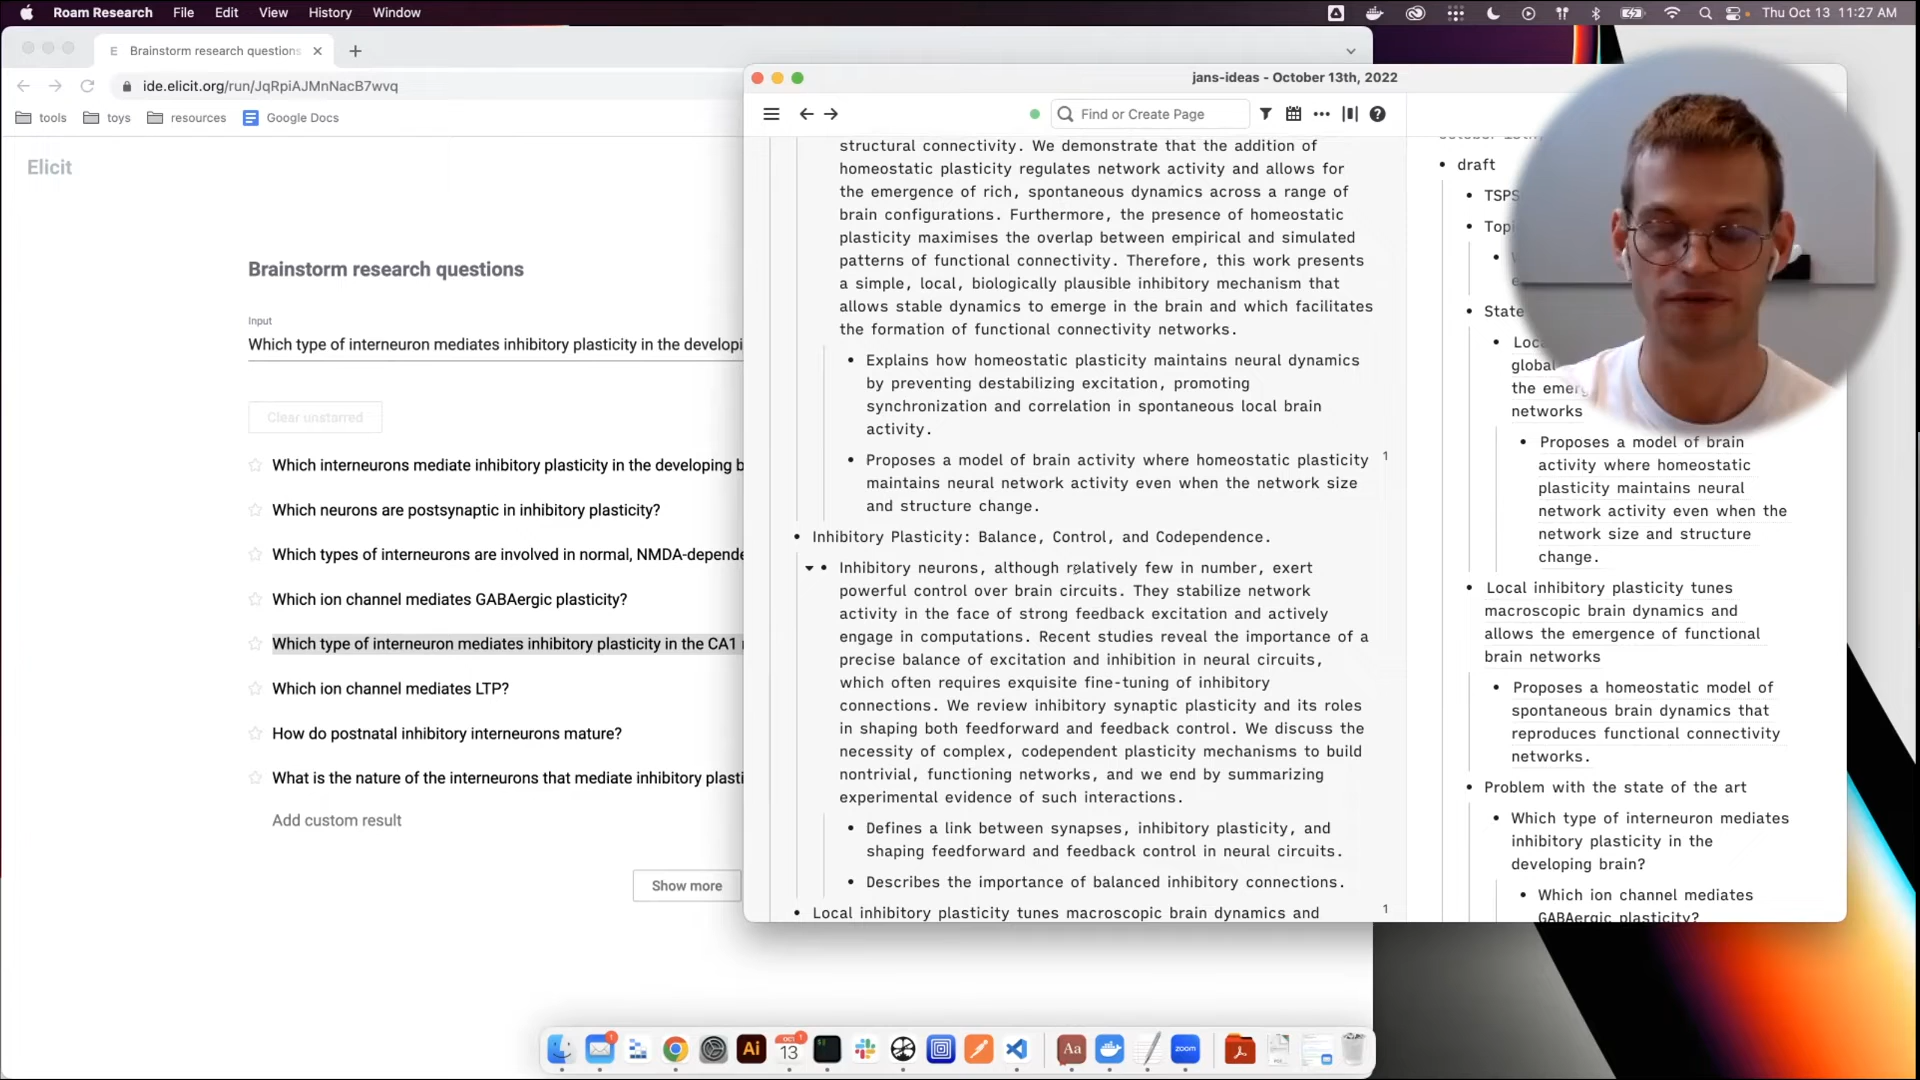 Roam Research File Edit View History Window
Thu Oct 13 11:27 AM
Brainstorm research questions
ide.elicit.org/run/JqRpiAJMnNacB7wvq
tools toys resources Google Docs
Elicit
Brainstorm research questions
Input
Which type of interneuron mediates inhibitory plasticity in the developi
Clear unstarred
Which interneurons mediate inhibitory plasticity in the developing b
Which neurons are postsynaptic in inhibitory plasticity?
Which types of interneurons are involved in normal, NMDA-depende
Which ion channel mediates GABAergic plasticity?
Which type of interneuron mediates inhibitory plasticity in the CA1
Which ion channel mediates LTP?
How do postnatal inhibitory interneurons mature?
What is the nature of the interneurons that mediate inhibitory plasti
Add custom result
Show more
jans-ideas - October 13th, 2022
Find or Create Page
structural connectivity. We demonstrate that the addition of
homeostatic plasticity regulates network activity and allows for
the emergence of rich, spontaneous dynamics across a range of
brain configurations. Furthermore, the presence of homeostatic
plasticity maximises the overlap between empirical and simulated
patterns of functional connectivity. Therefore, this work presents
a simple, local, biologically plausible inhibitory mechanism that
allows stable dynamics to emerge in the brain and which facilitates
the formation of functional connectivity networks.
Explains how homeostatic plasticity maintains neural dynamics
by preventing destabilizing excitation, promoting
synchronization and correlation in spontaneous local brain
activity.
Proposes a model of brain activity where homeostatic plasticity 1
maintains neural network activity even when the network size
and structure change.
Inhibitory Plasticity: Balance, Control, and Codependence.
Inhibitory neurons, although relatively few in number, exert
powerful control over brain circuits. They stabilize network
activity in the face of strong feedback excitation and actively
engage in computations. Recent studies reveal the importance of a
precise balance of excitation and inhibition in neural circuits,
which often requires exquisite fine-tuning of inhibitory
connections. We review inhibitory synaptic plasticity and its roles
in shaping both feedforward and feedback control. We discuss the
necessity of complex, codependent plasticity mechanisms to build
nontrivial, functioning networks, and we end by summarizing
experimental evidence of such interactions.
Defines a link between synapses, inhibitory plasticity, and
shaping feedforward and feedback control in neural circuits.
Describes the importance of balanced inhibitory connections.
Local inhibitory plasticity tunes macroscopic brain dynamics and 1
draft
TSPS
Topi
State
Loca
global
the emerg
networks
Proposes a model of brain
activity where homeostatic
plasticity maintains neural
network activity even when the
network size and structure
change.
Local inhibitory plasticity tunes
macroscopic brain dynamics and
allows the emergence of functional
brain networks
Proposes a homeostatic model of
spontaneous brain dynamics that
reproduces functional connectivity
networks.
Problem with the state of the art
Which type of interneuron mediates
inhibitory plasticity in the
developing brain?
Which ion channel mediates
GABAergic plasticity?
OCT
13
Ai
Aa
zoom